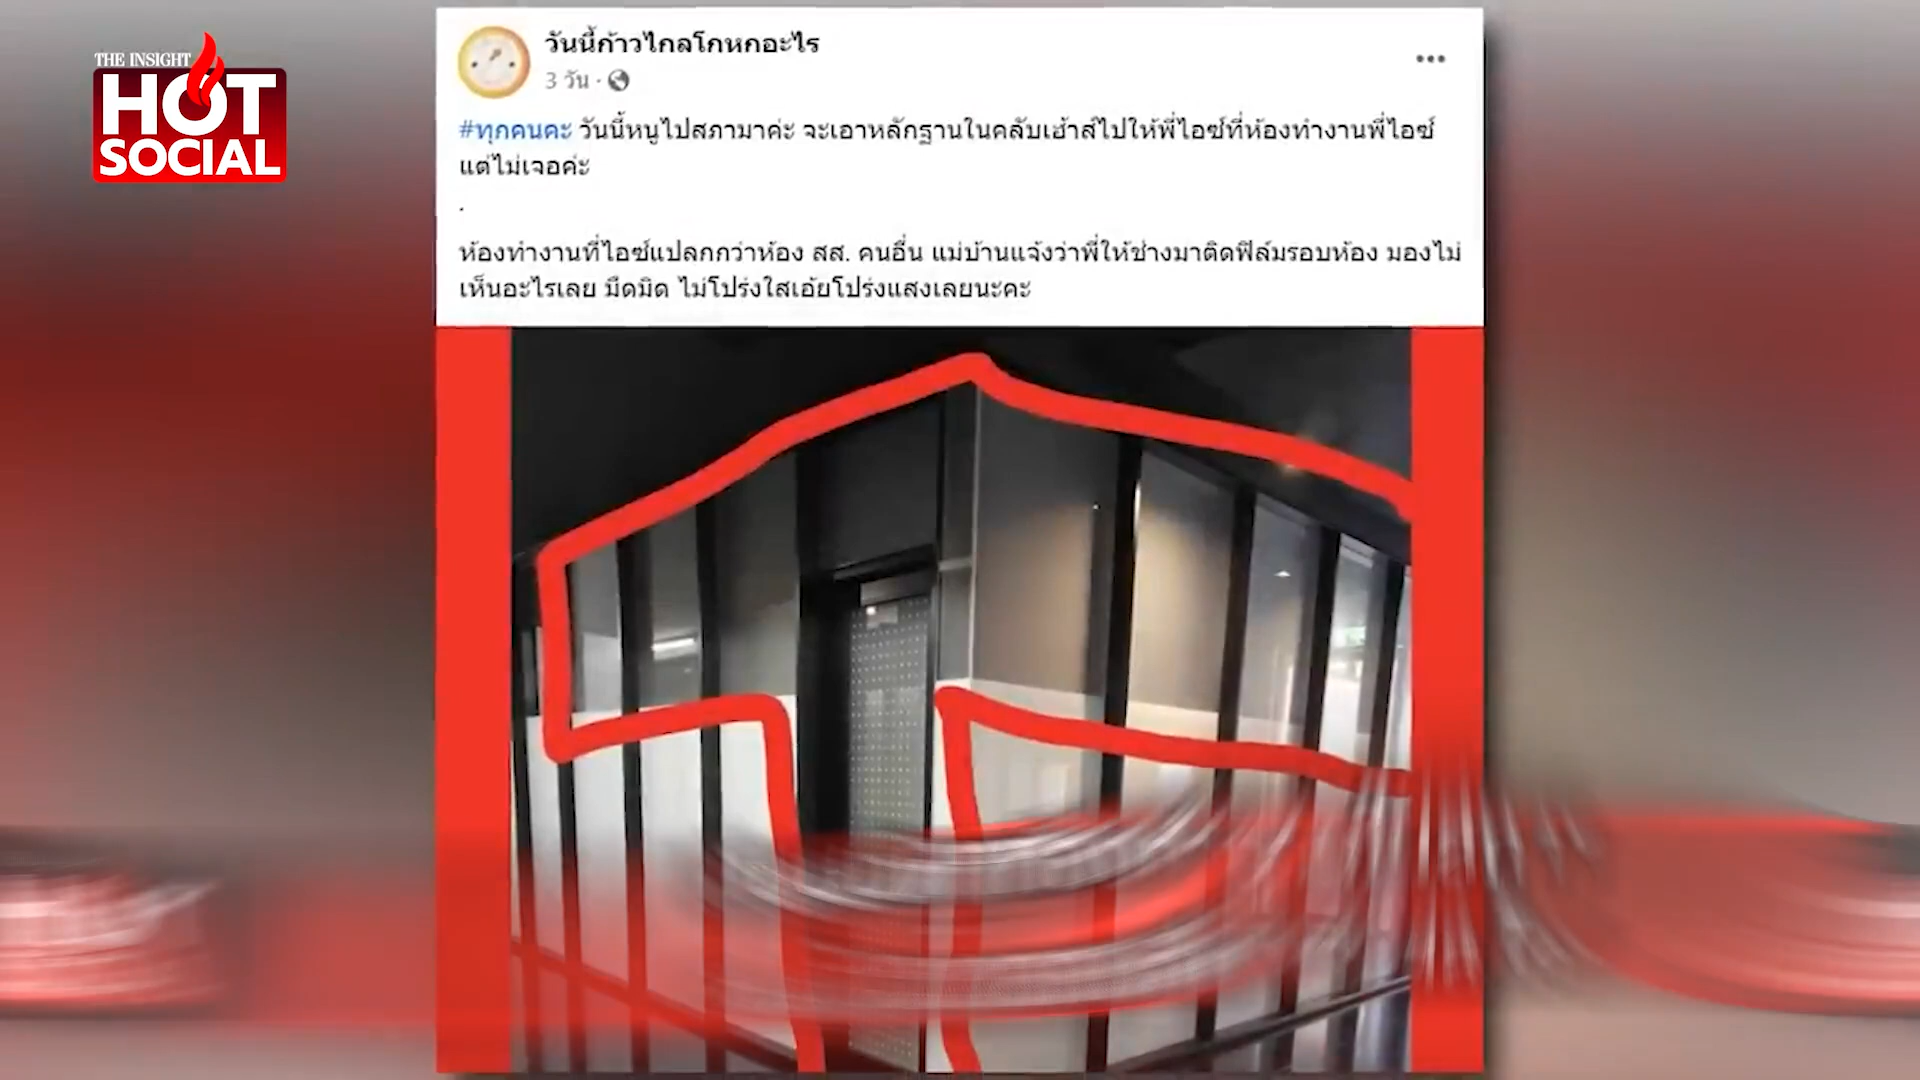 THE INSIGHT
HOT
SOCIAL
วันนี้ก้าวไกลโกหกอะไร
3 วัน ·
#ทุกคนคะ วันนี้หนูไปสภามาค่ะ จะเอาหลักฐานในคลับเฮ้าส์ไปให้พี่ไอซ์ที่ห้องทำงานพี่ไอซ์
แต่ไม่เจอค่ะ
.
ห้องทำงานที่ไอซ์แปลกกว่าห้อง สส. คนอื่น แม่บ้านแจ้งว่าพี่ให้ช่างมาติดฟิล์มรอบห้อง มองไม่
เห็นอะไรเลย มืดมิด ไม่โปร่งใสเอ้ยโปร่งแสงเลยนะคะ